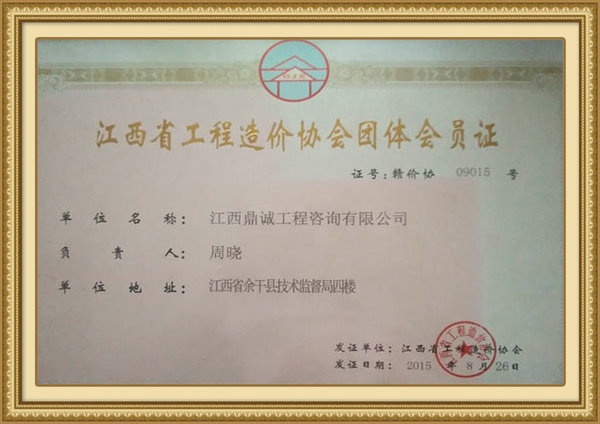 江西省工程造价协会团体会员证
证号：赣价协 09015 号
单位名称： 江西鼎诚工程咨询有限公司
负责人： 周晓
单位地址： 江西省余干县技术监督局四楼
发证单位：江西省工程造价协会
发证日期：2015 年 8 月 26日